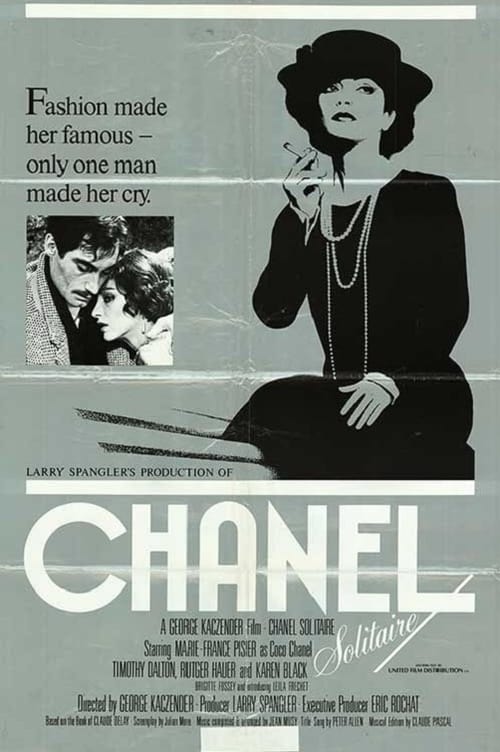 Fashion made
her famous –
only one man
made her cry.
LARRY SPANGLER'S PRODUCTION OF
CHANEL
Solitaire
A GEORGE KACZENDER Film · CHANEL SOLITAIRE
Starring MARIE-FRANCE PISIER as Coco Chanel
TIMOTHY DALTON, RUTGER HAUER and KAREN BLACK
BRIGITTE FOSSEY and introducing LEILA FRECHET
DISTRIBUTED BY
UNITED FILM DISTRIBUTION
Directed by GEORGE KACZENDER · Producer LARRY SPANGLER · Executive Producer ERIC ROCHAT
Based on the Book of CLAUDE DELAY Screenplay by Julian More Music composed & arranged by JEAN MUSY Title Song by PETER ALLEN Musical Edition by CLAUDE PASCAL